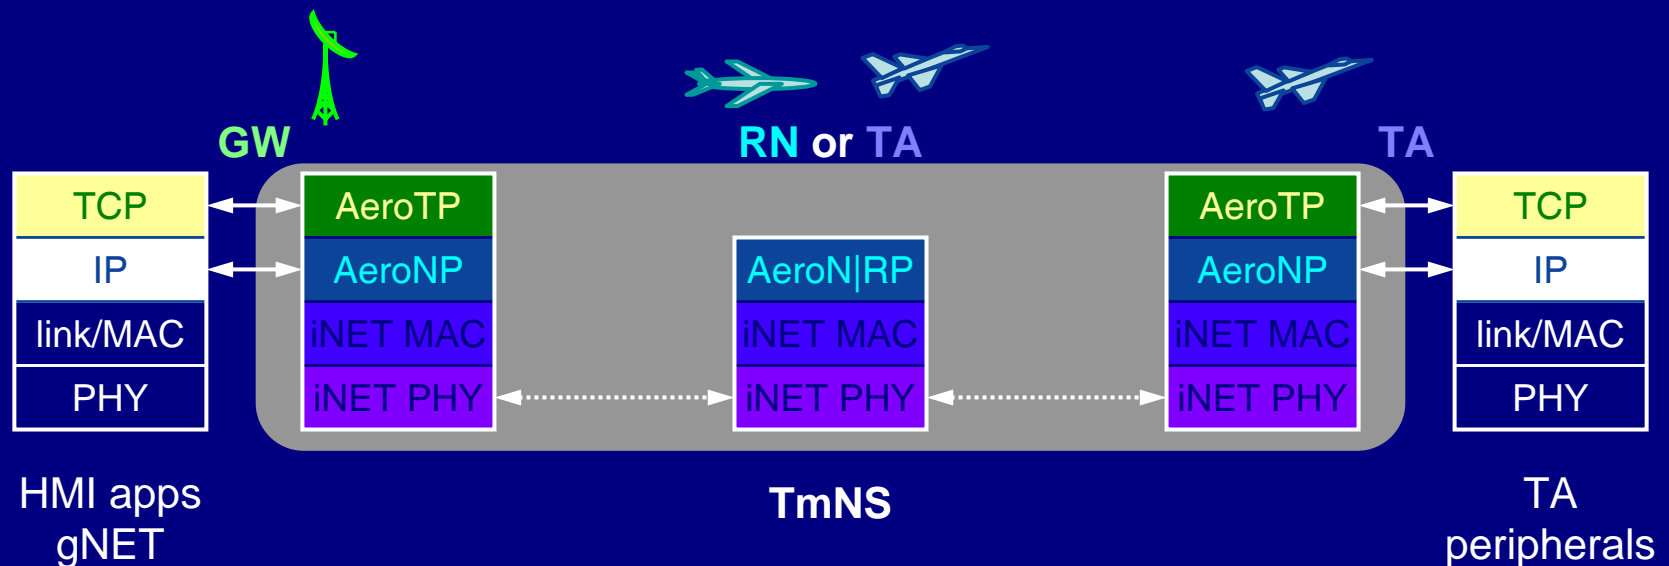 GW
RN or TA
TA
TCP
IP
link/MAC
PHY
AeroTP
AeroNP
iNET MAC
iNET PHY
AeroN|RP
iNET MAC
iNET PHY
AeroTP
AeroNP
iNET MAC
iNET PHY
TCP
IP
link/MAC
PHY
HMI apps
gNET
TmNS
TA
peripherals